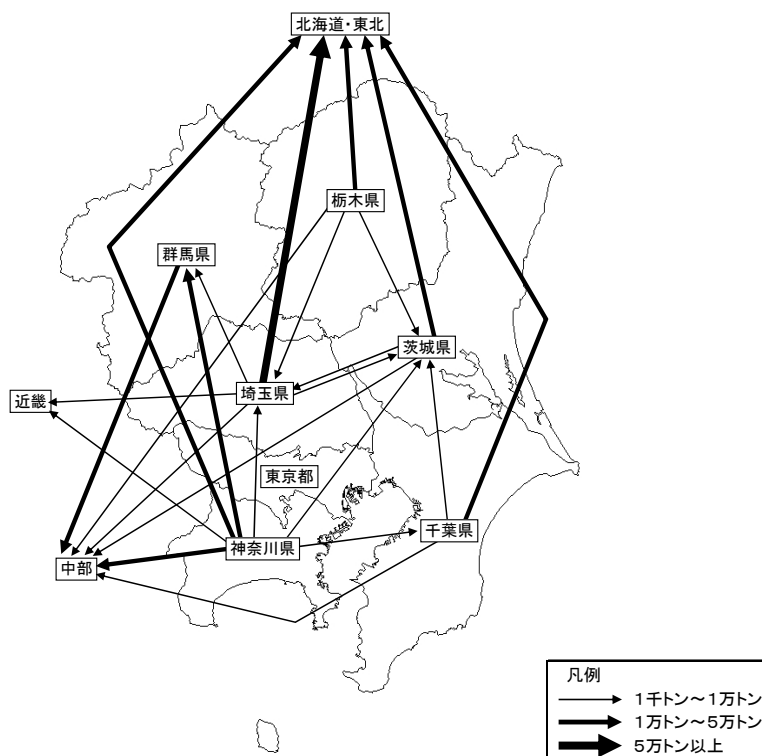 北海道・東北
栃木県
群馬県
茨城県
埼玉県
近畿
東京都
千葉県
神奈川県
中部
凡例
1千トン～1万トン
1万トン～5万トン
5万トン以上